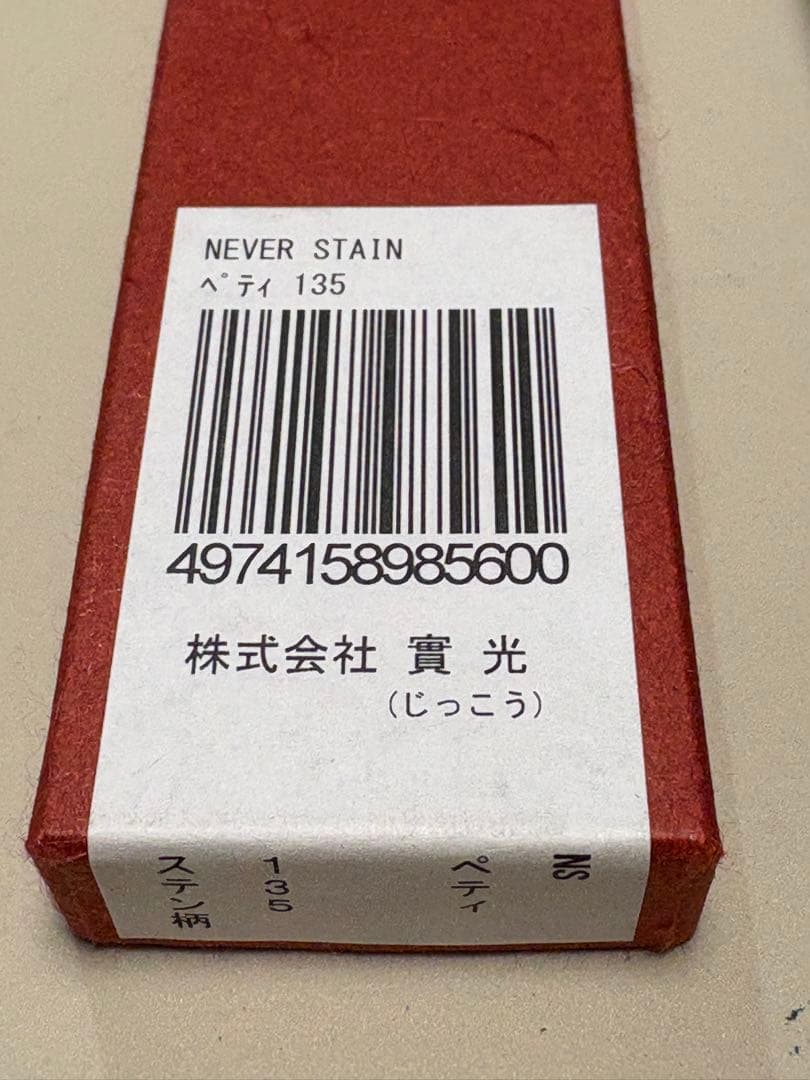 NEVER STAIN
ﾍﾟﾃｨ 135
4974158985600
株式会社 實 光
(じっこう)
NS
ペティ
135
ステン柄